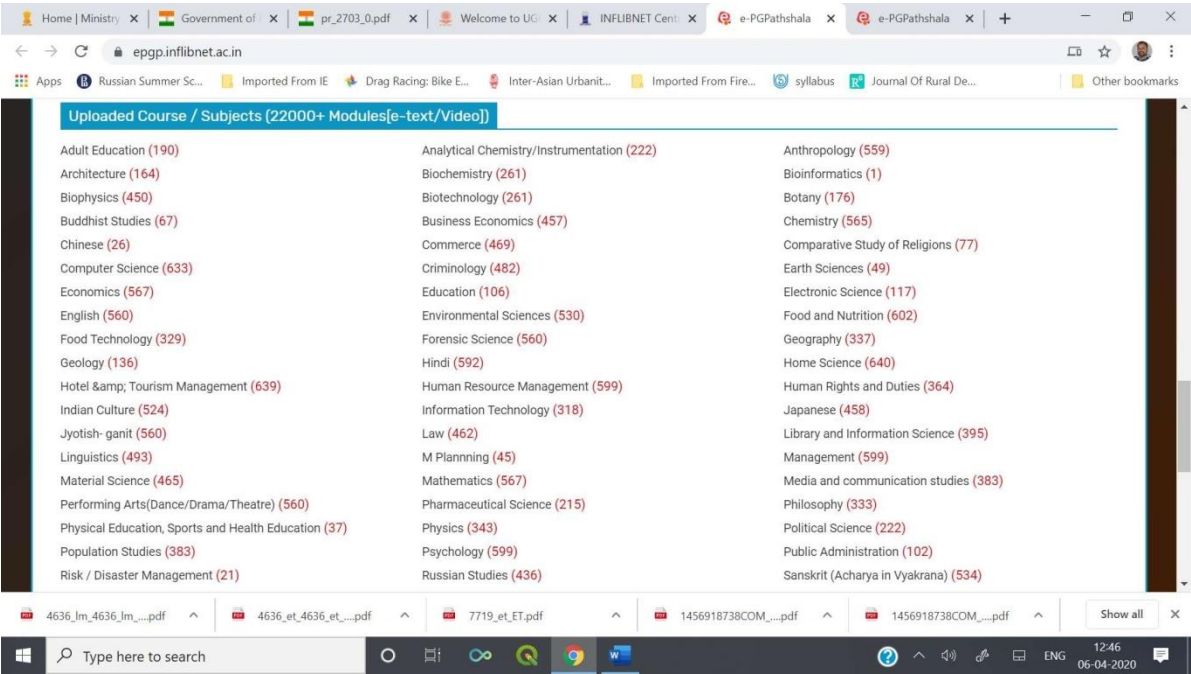 Home | Ministry Government of pr_2703_0.pdf Welcome to UG INFLIBNET Cent e-PGPathshala e-PGPathshala
epgp.inflibnet.ac.in
Apps Russian Summer Sc... Imported From IE Drag Racing: Bike E... Inter-Asian Urbanit... Imported From Fire... syllabus Journal Of Rural De... Other bookmarks
Uploaded Course / Subjects (22000+ Modules[e-text/Video])
Adult Education (190) Analytical Chemistry/Instrumentation (222) Anthropology (559)
Architecture (164) Biochemistry (261) Bioinformatics (1)
Biophysics (450) Biotechnology (261) Botany (176)
Buddhist Studies (67) Business Economics (457) Chemistry (565)
Chinese (26) Commerce (469) Comparative Study of Religions (77)
Computer Science (633) Criminology (482) Earth Sciences (49)
Economics (567) Education (106) Electronic Science (117)
English (560) Environmental Sciences (530) Food and Nutrition (602)
Food Technology (329) Forensic Science (560) Geography (337)
Geology (136) Hindi (592) Home Science (640)
Hotel &amp; Tourism Management (639) Human Resource Management (599) Human Rights and Duties (364)
Indian Culture (524) Information Technology (318) Japanese (458)
Jyotish- ganit (560) Law (462) Library and Information Science (395)
Linguistics (493) M Plannning (45) Management (599)
Material Science (465) Mathematics (567) Media and communication studies (383)
Performing Arts(Dance/Drama/Theatre) (560) Pharmaceutical Science (215) Philosophy (333)
Physical Education, Sports and Health Education (37) Physics (343) Political Science (222)
Population Studies (383) Psychology (599) Public Administration (102)
Risk / Disaster Management (21) Russian Studies (436) Sanskrit (Acharya in Vyakrana) (534)
4636_lm_4636_lm_....pdf 4636_et_4636_et_....pdf 7719_et_ET.pdf 1456918738COM_....pdf 1456918738COM_....pdf Show all
Type here to search ENG 12:46
06-04-2020